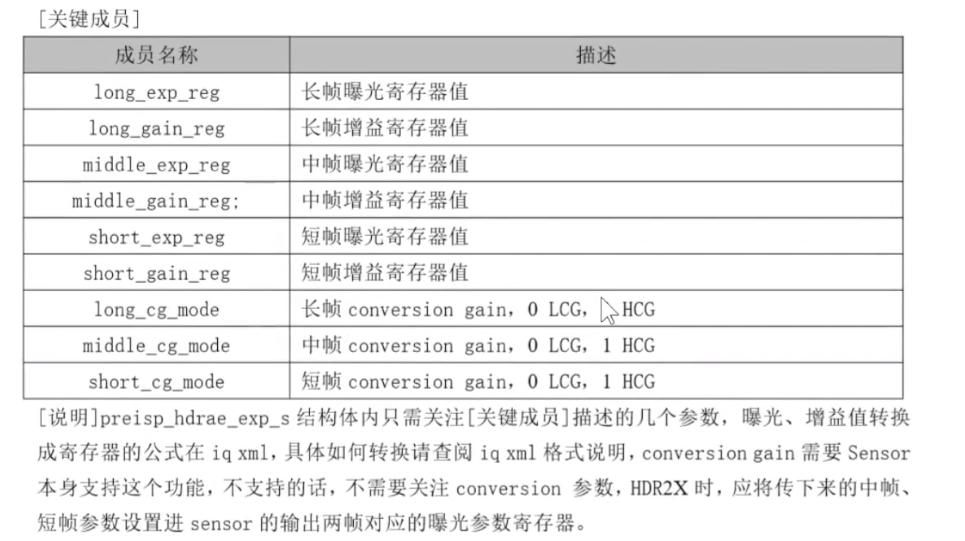 [关键成员]
成员名称 描述
long_exp_reg 长帧曝光寄存器值
long_gain_reg 长帧增益寄存器值
middle_exp_reg 中帧曝光寄存器值
middle_gain_reg; 中帧增益寄存器值
short_exp_reg 短帧曝光寄存器值
short_gain_reg 短帧增益寄存器值
long_cg_mode 长帧 conversion gain，0 LCG， HCG
middle_cg_mode 中帧 conversion gain，0 LCG，1 HCG
short_cg_mode 短帧 conversion gain，0 LCG，1 HCG
[说明]preisp_hdrae_exp_s 结构体内只需关注[关键成员]描述的几个参数，曝光、增益值转换
成寄存器的公式在 iq xml，具体如何转换请查阅 iq xml 格式说明，conversion gain 需要 Sensor
本身支持这个功能，不支持的话，不需要关注 conversion 参数，HDR2X 时，应将传下来的中帧、
短帧参数设置进 sensor 的输出两帧对应的曝光参数寄存器。